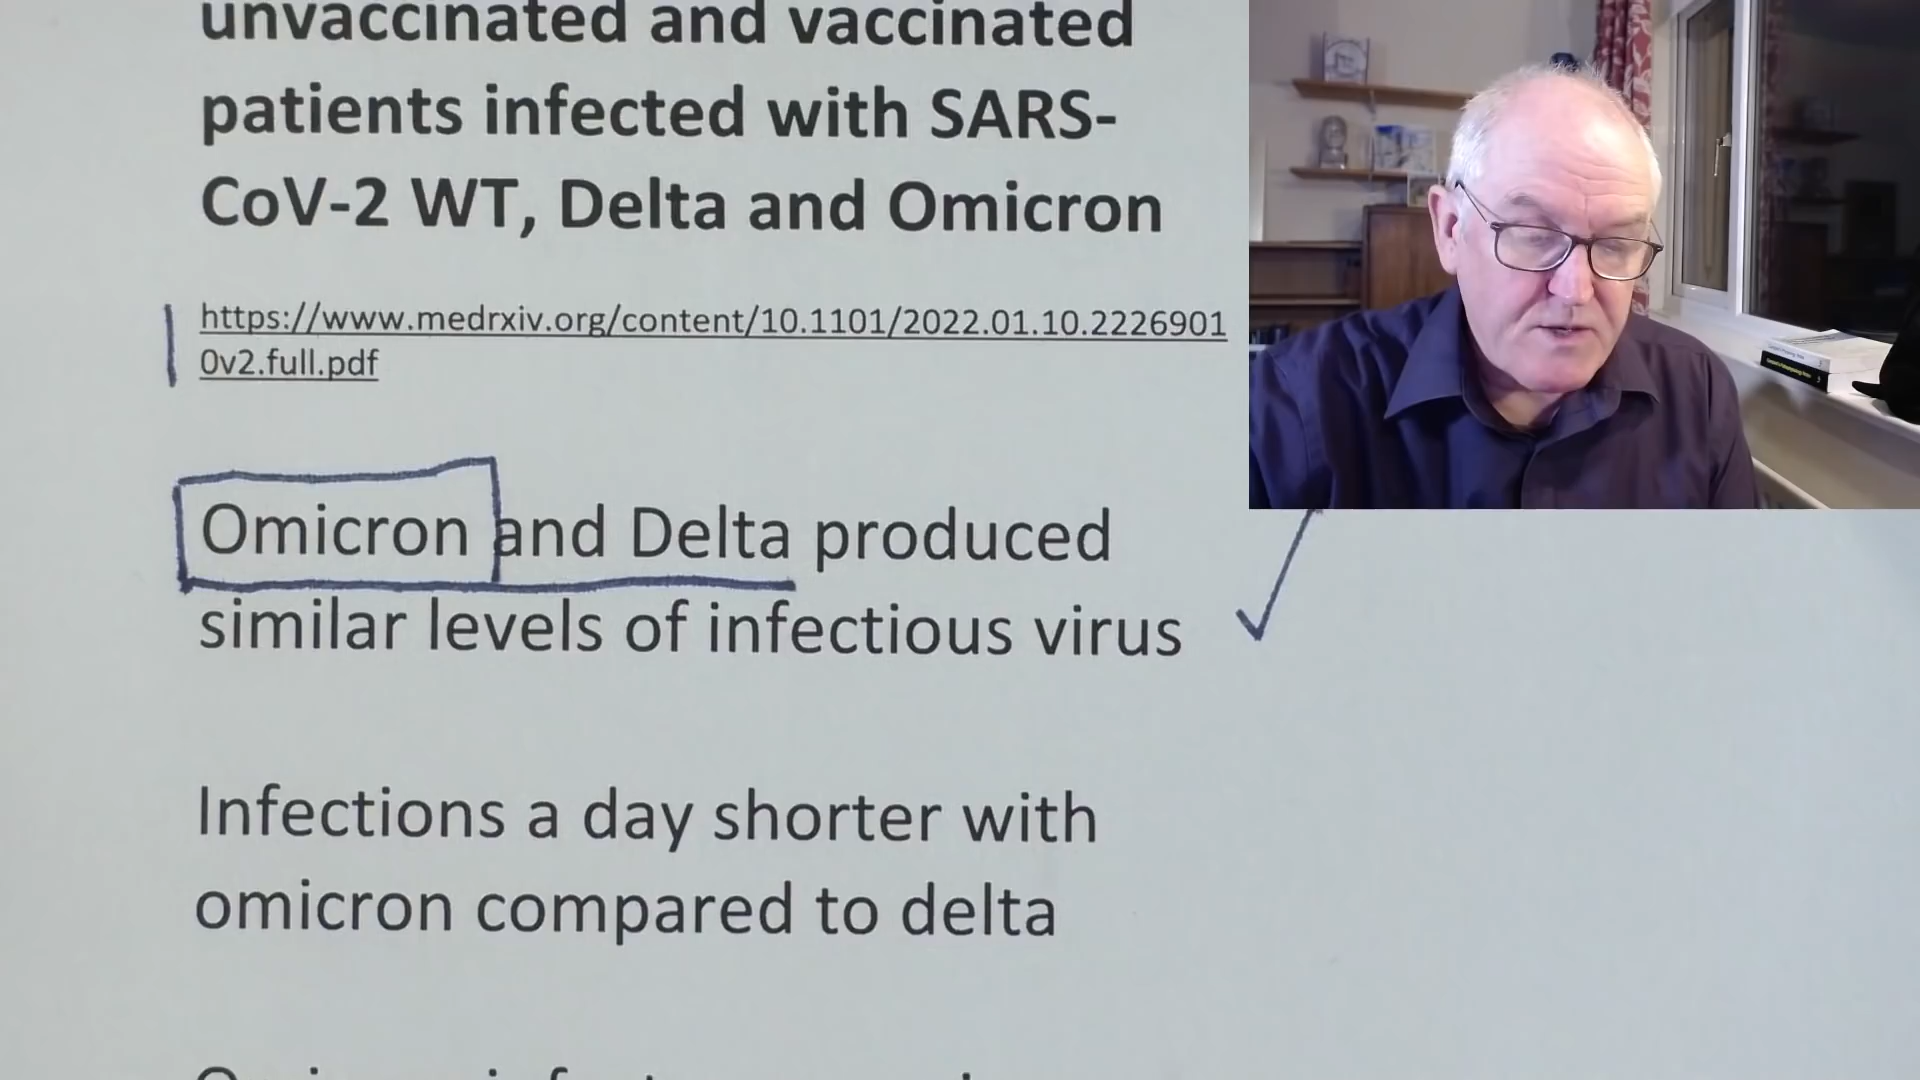 unvaccinated and vaccinated
patients infected with SARS-
CoV-2 WT, Delta and Omicron
https://www.medrxiv.org/content/10.1101/2022.01.10.2226901
0v2.full.pdf
Omicron and Delta produced
similar levels of infectious virus
Infections a day shorter with
omicron compared to delta